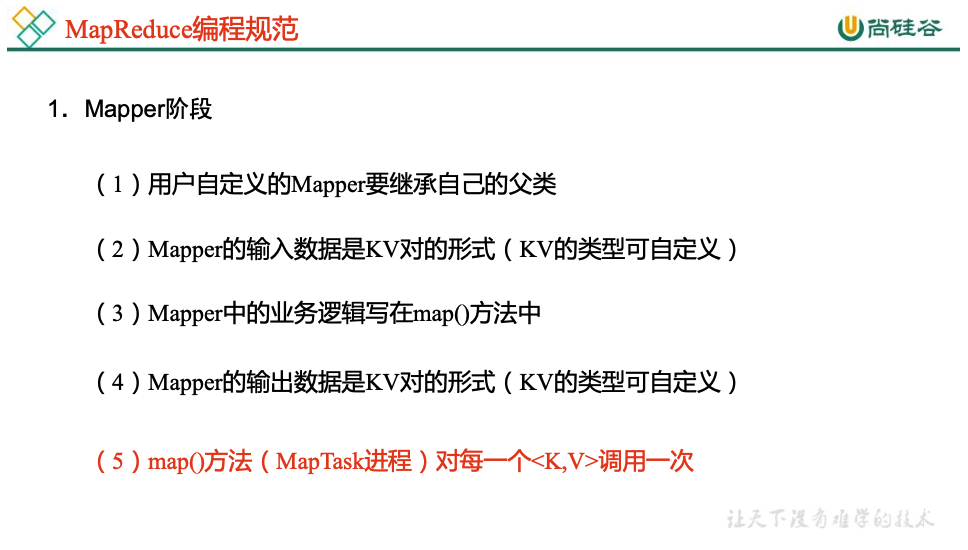 MapReduce编程规范
尚硅谷
1．Mapper阶段
（1）用户自定义的Mapper要继承自己的父类
（2）Mapper的输入数据是KV对的形式（KV的类型可自定义）
（3）Mapper中的业务逻辑写在map()方法中
（4）Mapper的输出数据是KV对的形式（KV的类型可自定义）
（5）map()方法（MapTask进程）对每一个<K,V>调用一次
让天下没有难学的技术